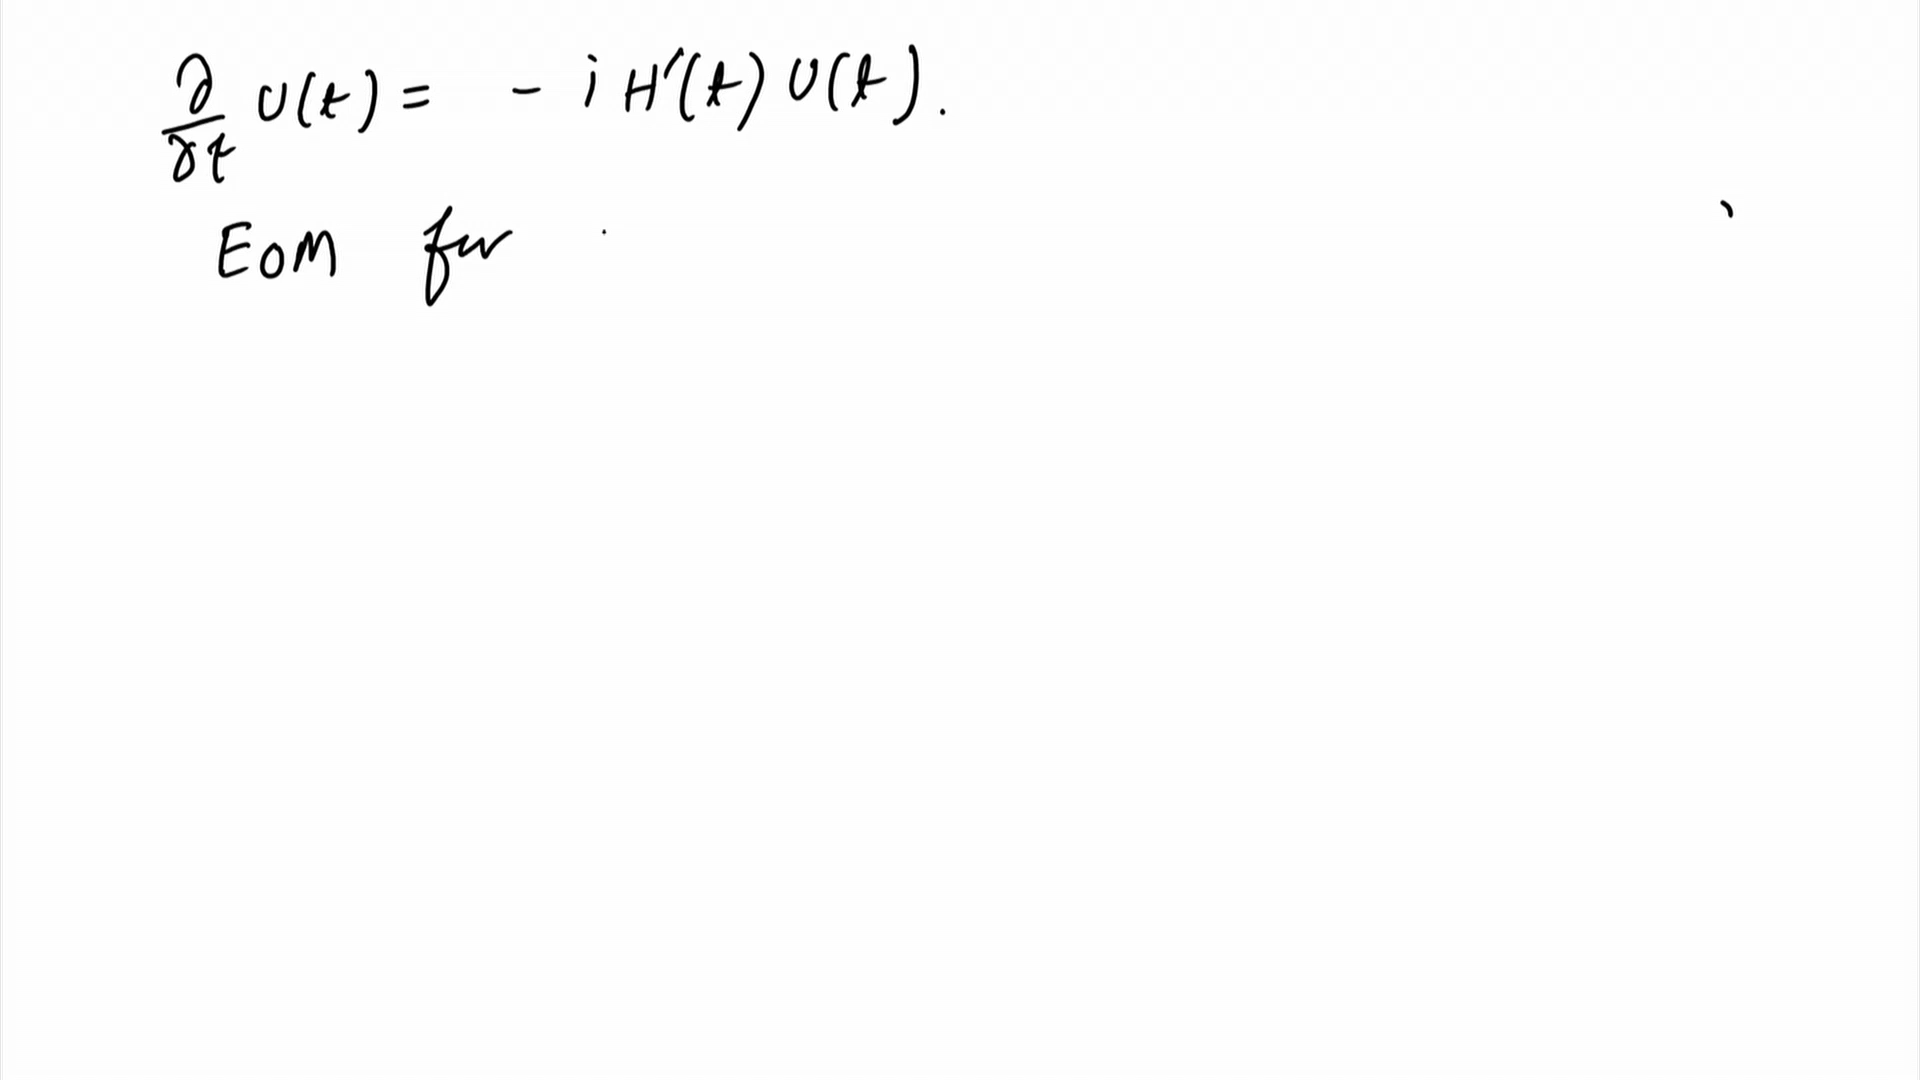 ∂/∂t U(t) = - i H'(t) U(t).
EOM for